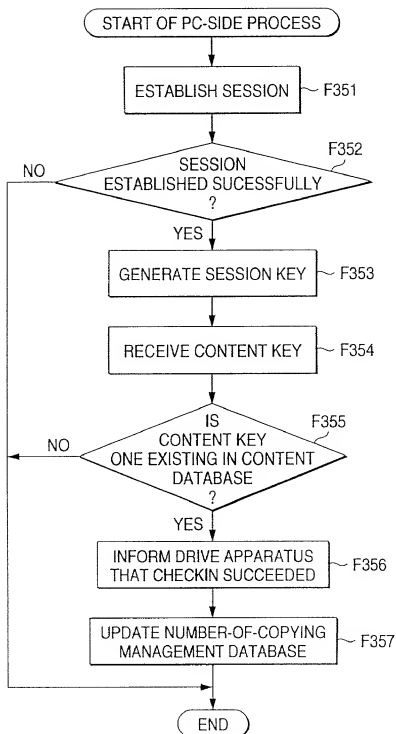 START OF PC-SIDE PROCESS
ESTABLISH SESSION
F351
F352
SESSION
ESTABLISHED SUCESSFULLY
?
NO
YES
GENERATE SESSION KEY
F353
RECEIVE CONTENT KEY
F354
F355
IS
CONTENT KEY
ONE EXISTING IN CONTENT
DATABASE
?
NO
YES
INFORM DRIVE APPARATUS
THAT CHECKIN SUCCEEDED
F356
UPDATE NUMBER-OF-COPYING
MANAGEMENT DATABASE
F357
END